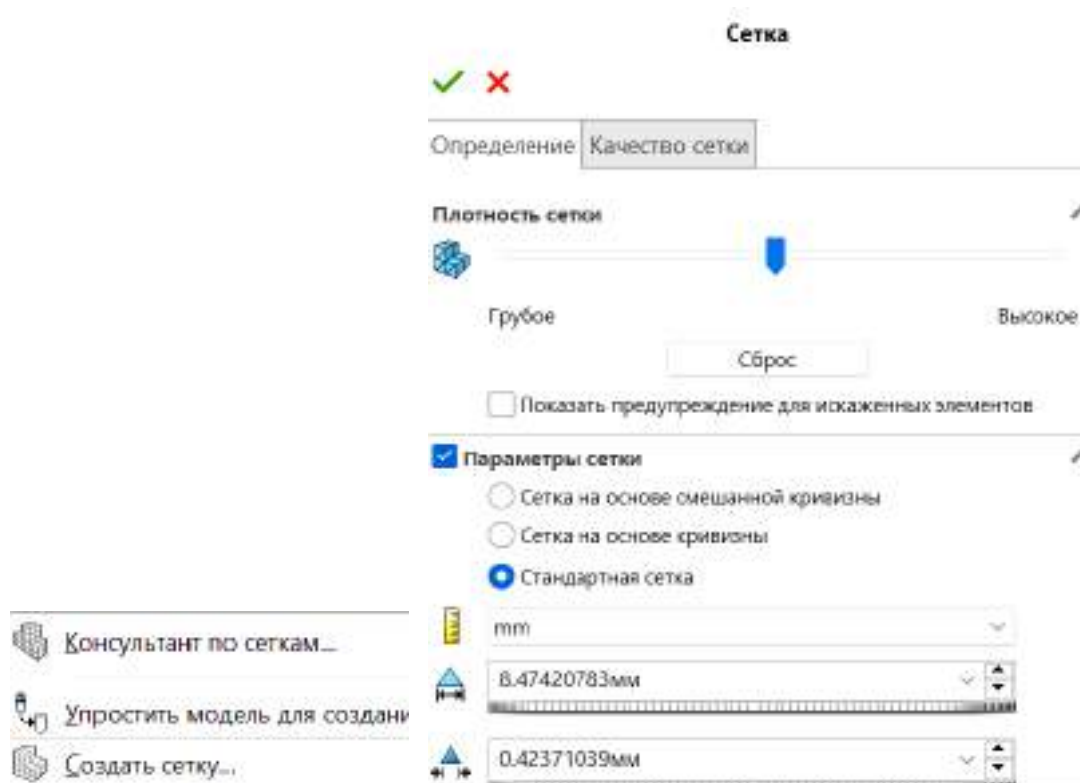 Сетка
Определение
Качество сетки
Плотность сетки
Грубое
Высокое
Сброс
Показать предупреждение для искаженных элементов
Параметры сетки
Сетка на основе смешанной кривизны
Сетка на основе кривизны
Стандартная сетка
mm
8.47420783мм
0.42371039мм
Консультант по сеткам...
Упростить модель для создани
Создать сетку...